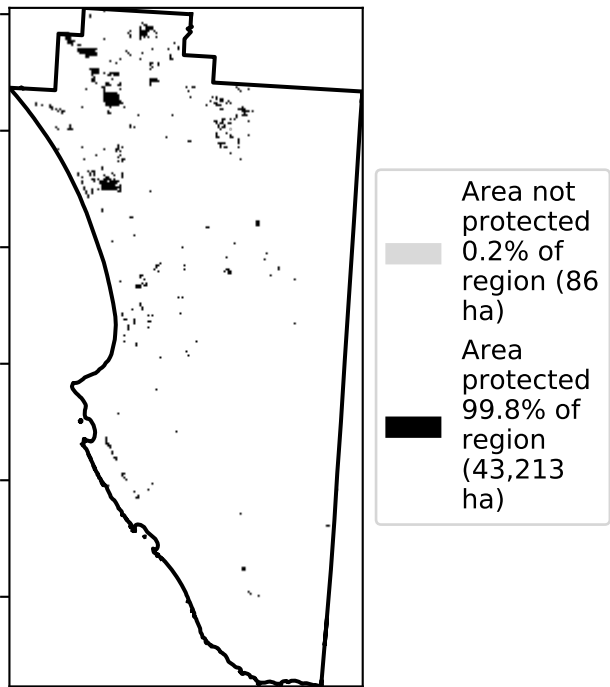 Area not
protected
0.2% of
region (86
ha)
Area
protected
99.8% of
region
(43,213
ha)